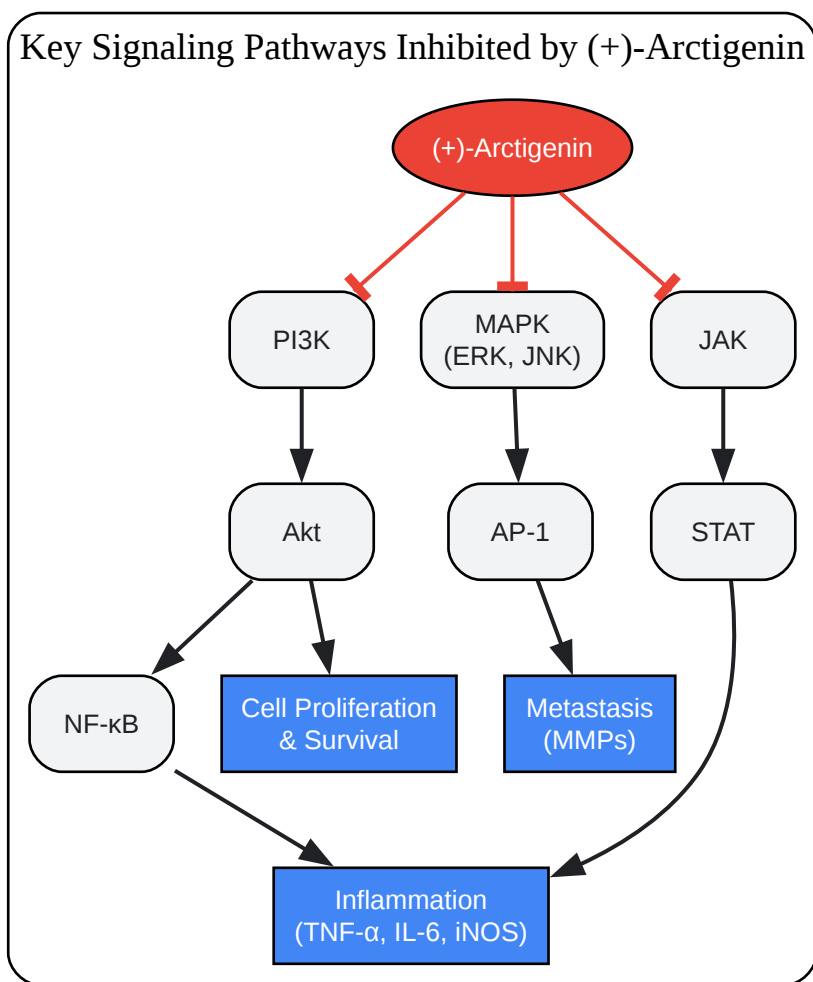 Key Signaling Pathways Inhibited by (+)-Arctigenin
(+)-Arctigenin
PI3K
MAPK
(ERK, JNK)
JAK
Akt
AP-1
STAT
NF-κB
Cell Proliferation
& Survival
Metastasis
(MMPs)
Inflammation
(TNF-α, IL-6, iNOS)